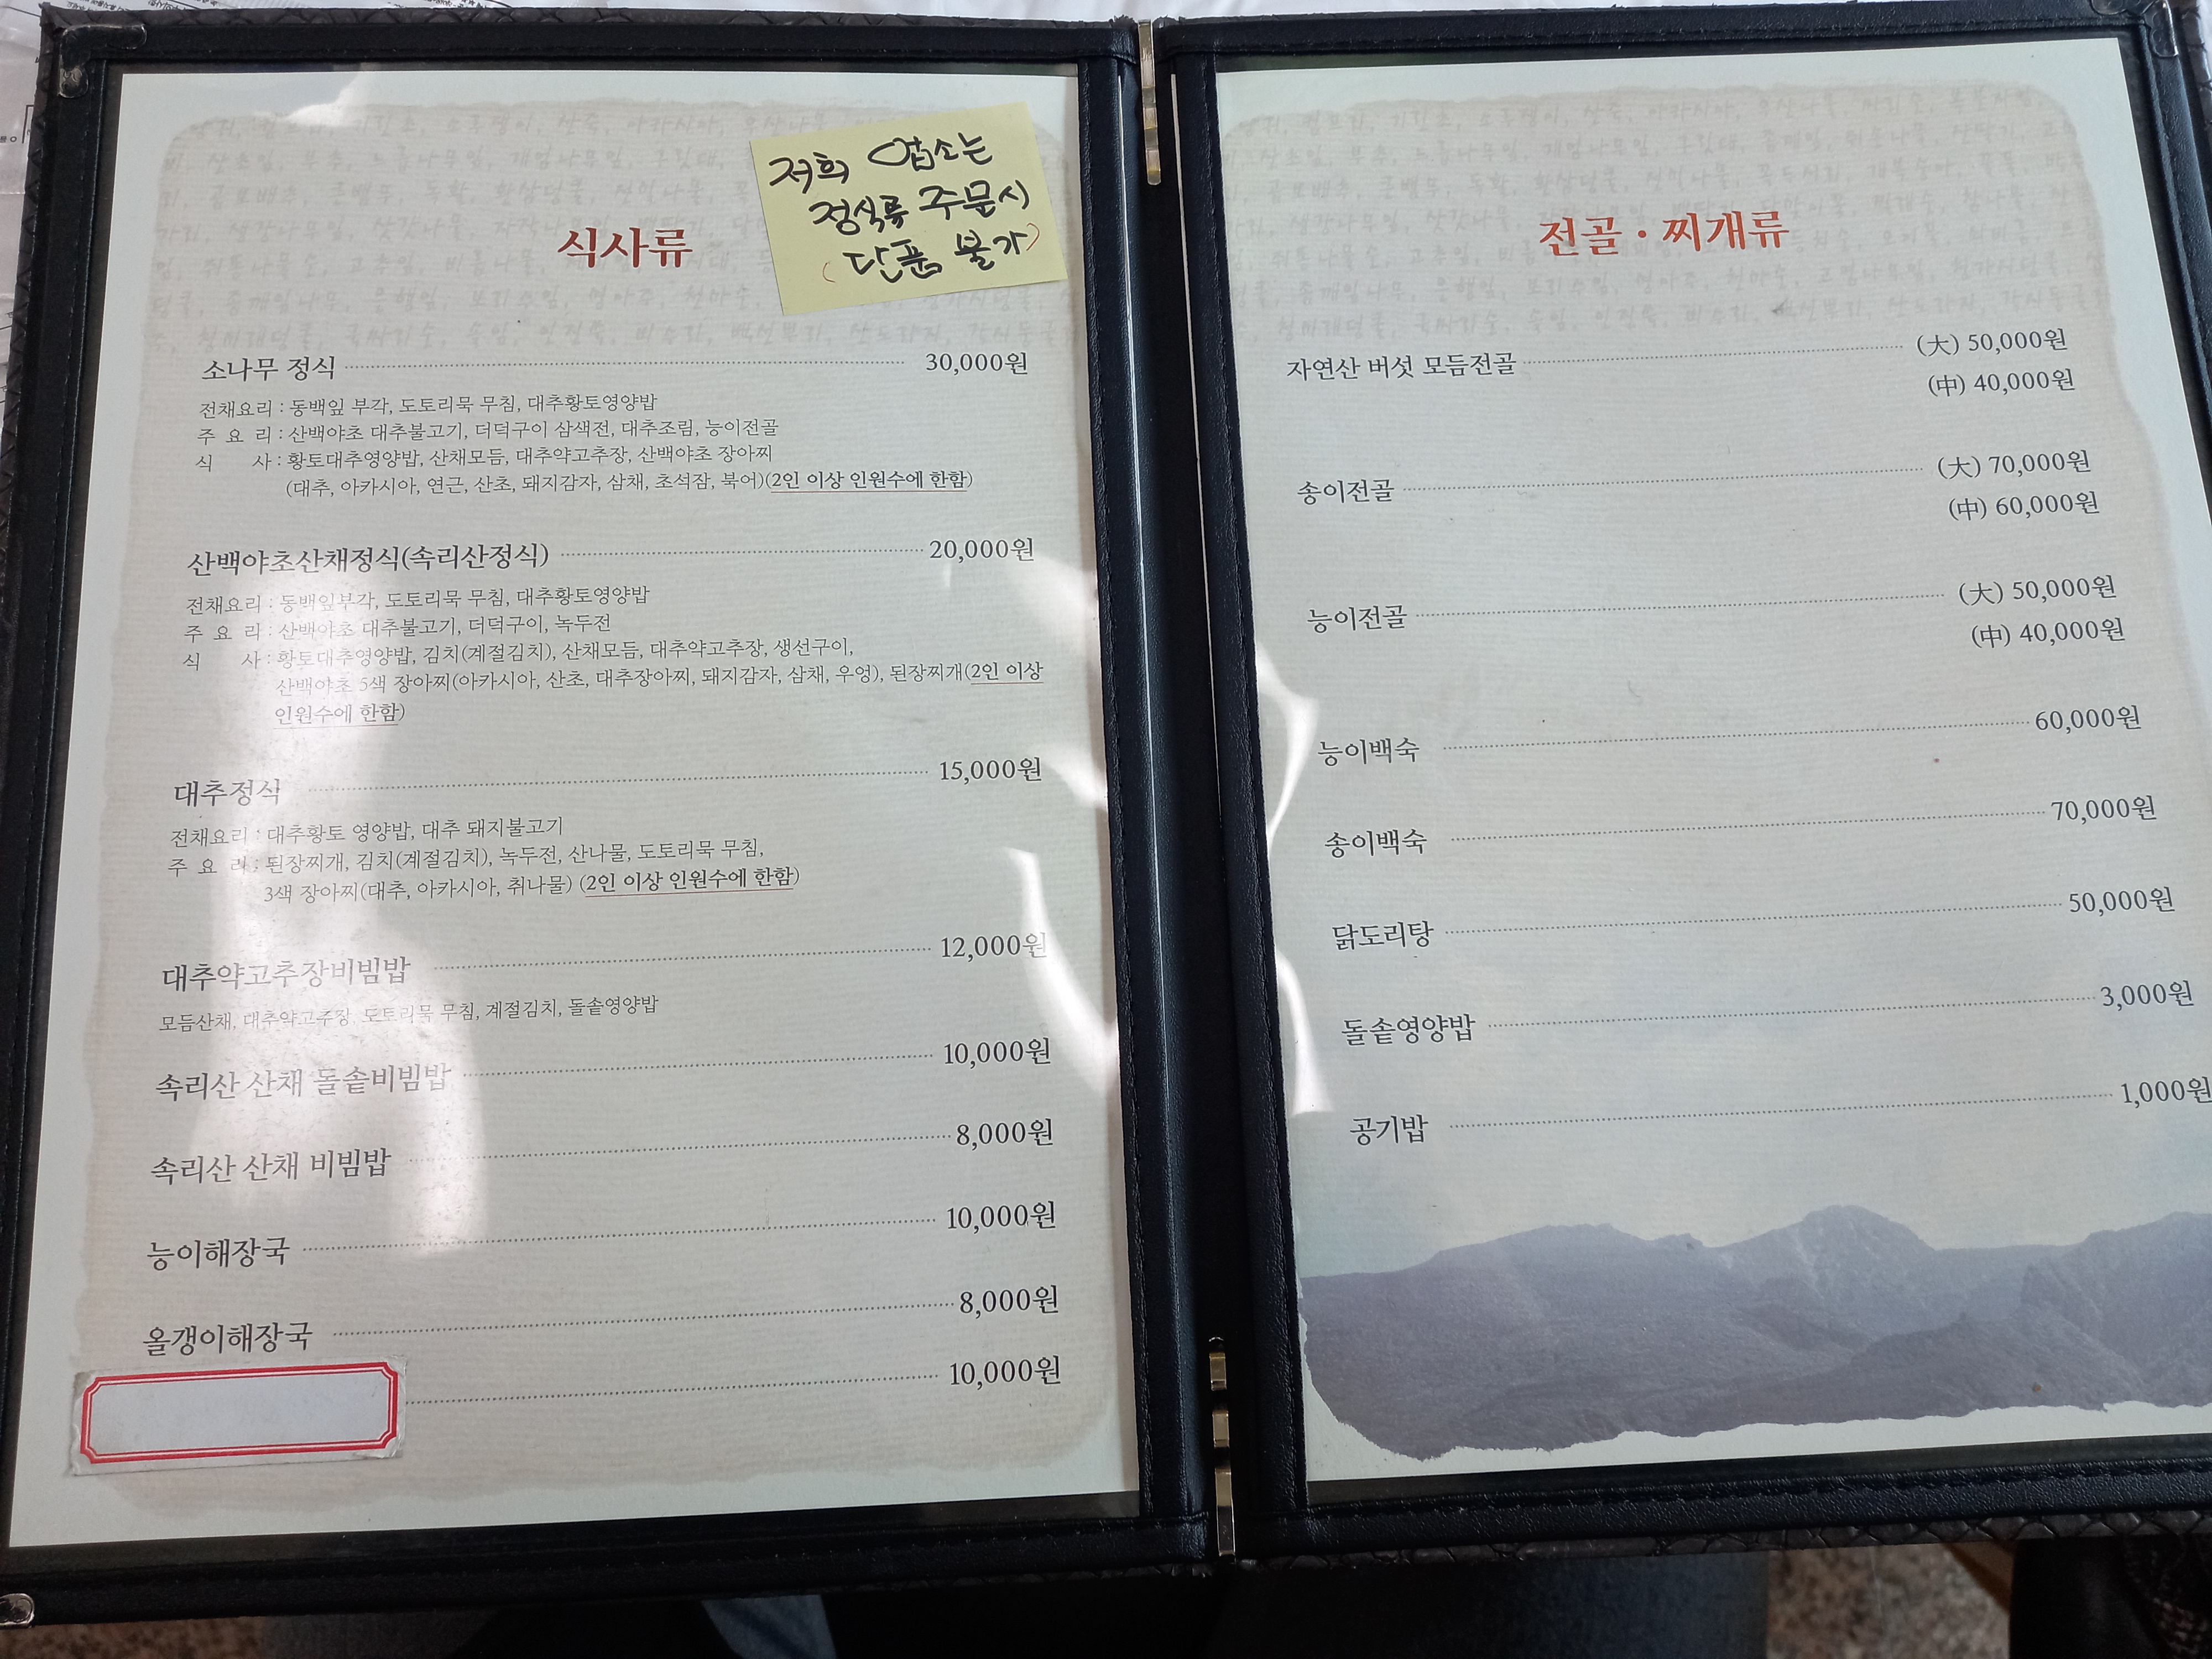 식사류
저희 업소는
정식류 주문시
(단품 불가)
소나무 정식 30,000원
전채요리 : 동백잎 부각, 도토리묵 무침, 대추황토영양밥
주 요 리 : 산백야초 대추불고기, 더덕구이 삼색전, 대추조림, 능이전골
식 사 : 황토대추영양밥, 산채모듬, 대추약고추장, 산백야초 장아찌
(대추, 아카시아, 연근, 산초, 돼지감자, 삼채, 초석잠, 북어)(2인 이상 인원수에 한함)
산백야초산채정식(속리산정식) 20,000원
전채요리 : 동백잎부각, 도토리묵 무침, 대추황토영양밥
주 요 리 : 산백야초 대추불고기, 더덕구이, 녹두전
식 사 : 황토대추영양밥, 김치(계절김치), 산채모듬, 대추약고추장, 생선구이,
산백야초 5색 장아찌(아카시아, 산초, 대추장아찌, 돼지감자, 삼채, 우엉), 된장찌개(2인 이상
인원수에 한함)
대추정식 15,000원
전채요리 : 대추황토 영양밥, 대추 돼지불고기
주 요 리 : 된장찌개, 김치(계절김치), 녹두전, 산나물, 도토리묵 무침,
3색 장아찌(대추, 아카시아, 취나물) (2인 이상 인원수에 한함)
대추약고추장비빔밥 12,000원
모듬산채, 대추약고추장, 도토리묵 무침, 계절김치, 돌솥영양밥
속리산 산채 돌솥비빔밥 10,000원
속리산 산채 비빔밥 8,000원
능이해장국 10,000원
올갱이해장국 8,000원
10,000원
전골 · 찌개류
자연산 버섯 모듬전골 (大) 50,000원
(中) 40,000원
송이전골 (大) 70,000원
(中) 60,000원
능이전골 (大) 50,000원
(中) 40,000원
능이백숙 60,000원
송이백숙 70,000원
닭도리탕 50,000원
돌솥영양밥 3,000원
공기밥 1,000원